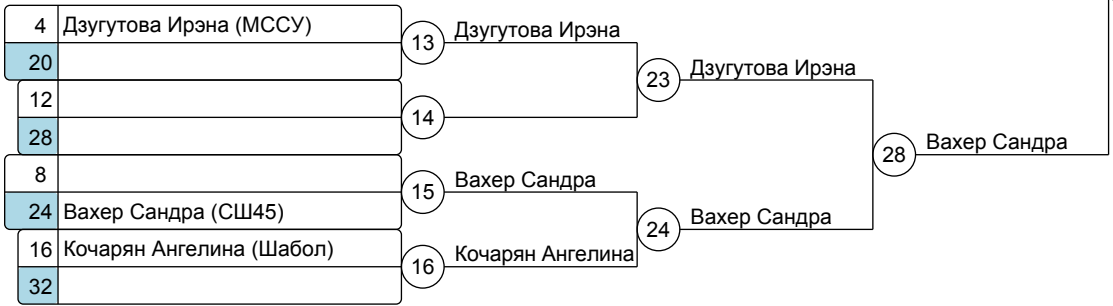 4 Дзугутова Ирэна (МССУ)
13 Дзугутова Ирэна
20
23 Дзугутова Ирэна
12
14
28
28 Вахер Сандра
8
15 Вахер Сандра
24 Вахер Сандра (СШ45)
24 Вахер Сандра
16 Кочарян Ангелина (Шабол)
16 Кочарян Ангелина
32